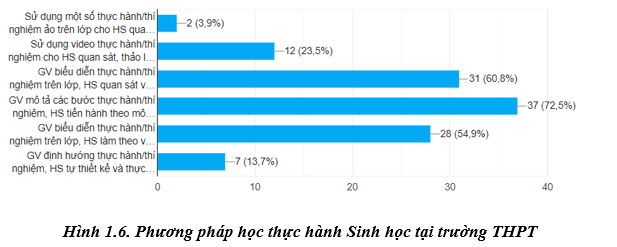 Sử dụng một số thực hành/thí
nghiệm ảo trên lớp cho HS qua…
2 (3,9%)
Sử dụng video thực hành/thí
nghiệm cho HS quan sát, thảo l…
12 (23,5%)
GV biểu diễn thực hành/thí
nghiệm trên lớp, HS quan sát v…
31 (60,8%)
GV mô tả các bước thực hành/thí
nghiệm, HS tiến hành theo mô…
37 (72,5%)
GV biểu diễn thực hành/thí
nghiệm trên lớp, HS làm theo v…
28 (54,9%)
GV định hướng thực hành/thí
nghiệm, HS tự thiết kế và thực…
7 (13,7%)
0 10 20 30 40
Hình 1.6. Phương pháp học thực hành Sinh học tại trường THPT